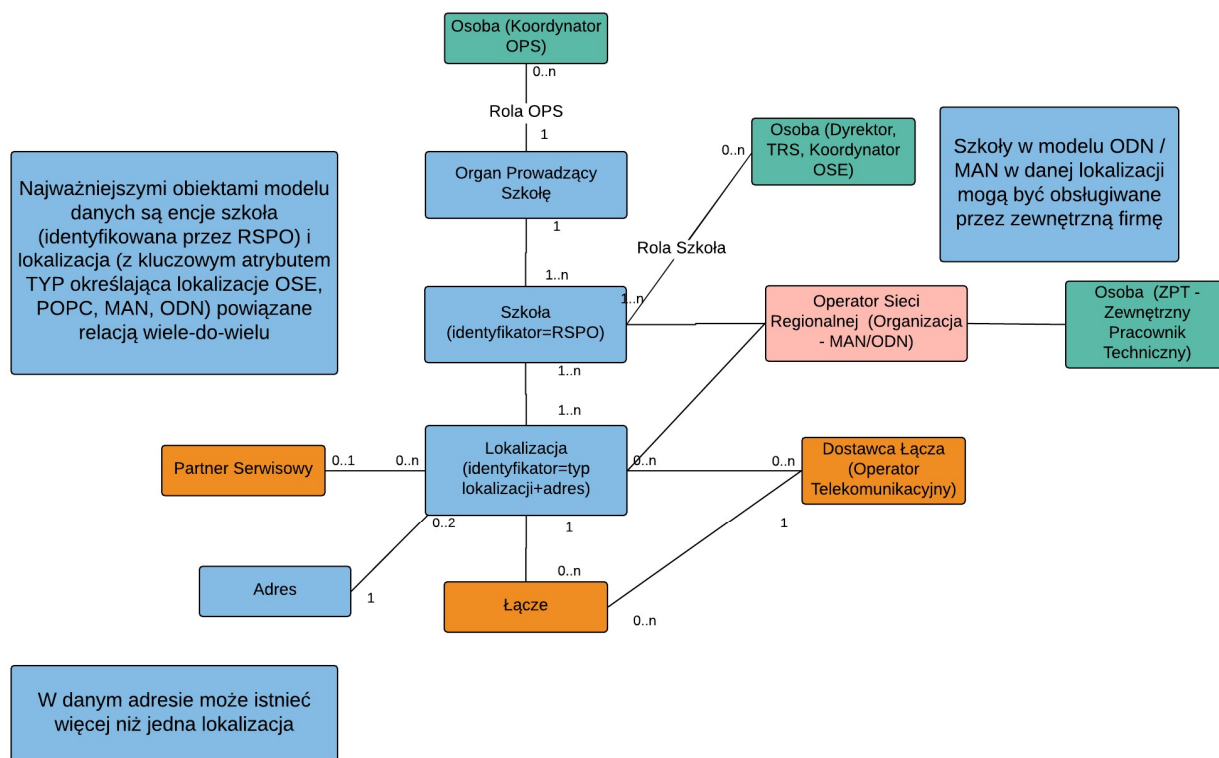 Osoba (Koordynator
OPS)
0..n
Rola OPS
1
Organ Prowadzący
Szkołę
1
Osoba (Dyrektor,
TRS, Koordynator
OSE)
0..n
Rola Szkoła
Szkoły w modelu ODN /
MAN w danej lokalizacji
mogą być obsługiwane
przez zewnętrzną firmę
Najważniejszymi obiektami modelu
danych są encje szkoła
(identyfikowana przez RSPO) i
lokalizacja (z kluczowym atrybutem
TYP określająca lokalizacje OSE,
POPC, MAN, ODN) powiązane
relacją wiele-do-wielu
1..n
Szkoła
(identyfikator=RSPO)
1..n
1..n
Operator Sieci
Regionalnej (Organizacja
- MAN/ODN)
Osoba (ZPT -
Zewnętrzny
Pracownik
Techniczny)
1..n
Lokalizacja
(identyfikator=typ
lokalizacji+adres)
Partner Serwisowy
0..1
0..n
0..n
0..n
Dostawca Łącza
(Operator
Telekomunikacyjny)
0..2
1
1
Adres
1
0..n
Łącze
0..n
W danym adresie może istnieć
więcej niż jedna lokalizacja